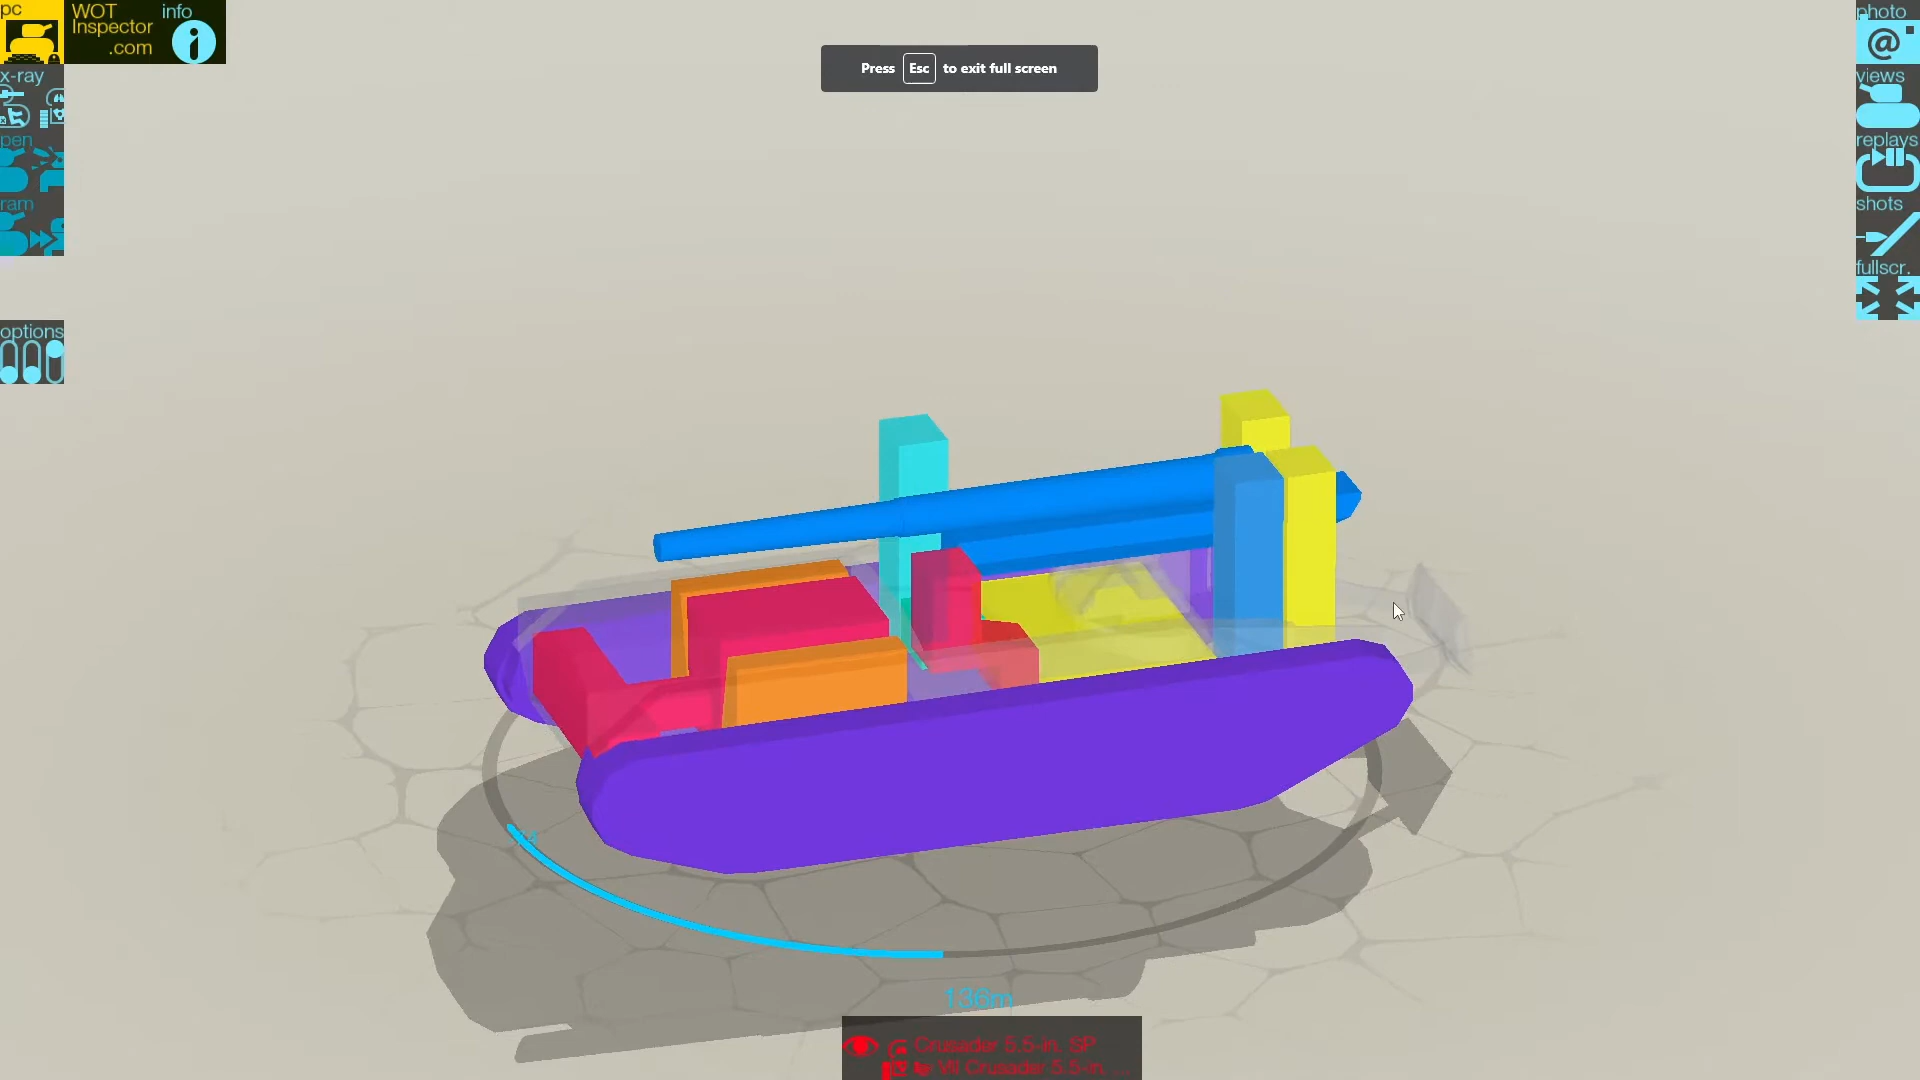 pc
WOT
Inspector
.com
info
x-ray
pen
ram
options
Press Esc to exit full screen
photo
@
views
replays
shots
fullscr.
136m
Crusader 5.5-in. SP
VII Crusader 5.5-in. ...